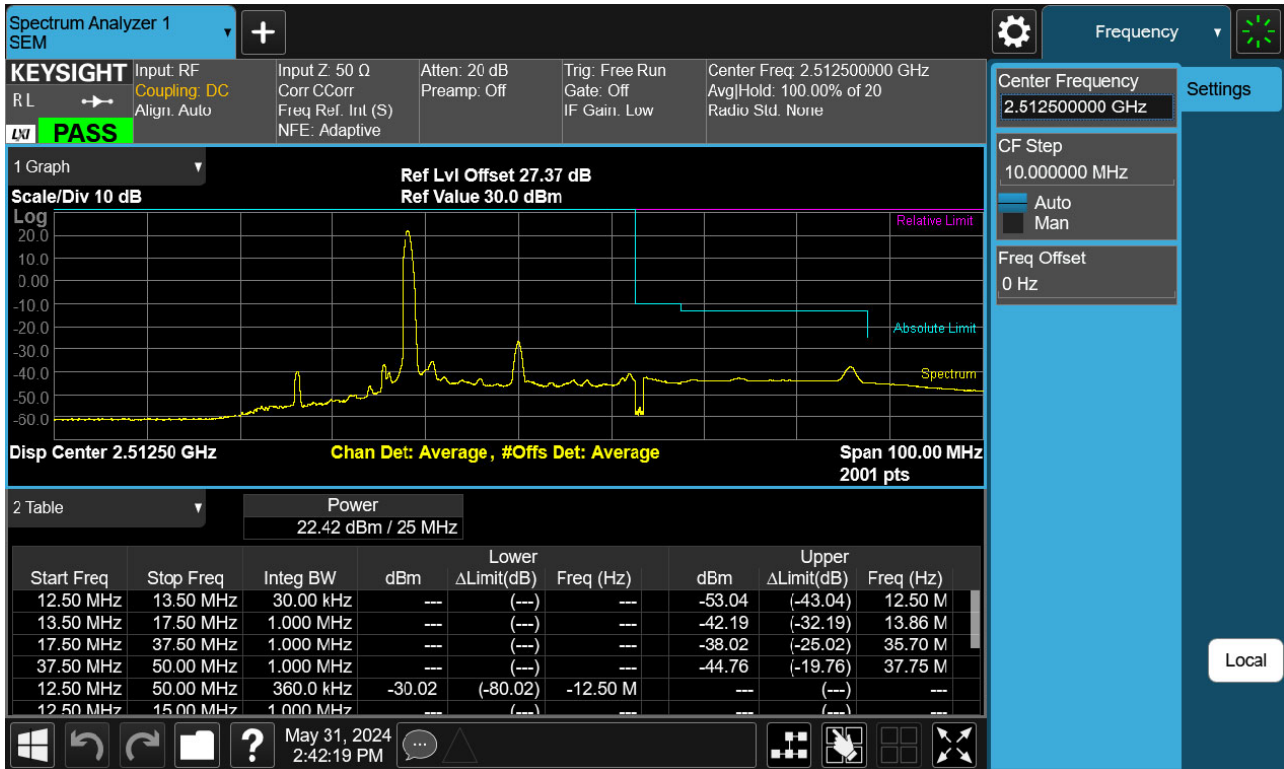 Spectrum Analyzer 1
SEM
+
Frequency
KEYSIGHT
R L
LXI
PASS
Input: RF
Coupling: DC
Align: Auto
Input Z: 50 Ω
Corr CCorr
Freq Ref: Int (S)
NFE: Adaptive
Atten: 20 dB
Preamp: Off
Trig: Free Run
Gate: Off
IF Gain: Low
Center Freq: 2.512500000 GHz
Avg|Hold: 100.00% of 20
Radio Std: None
Center Frequency
2.512500000 GHz
Settings
CF Step
10.000000 MHz
Auto
Man
Freq Offset
0 Hz
Local
1 Graph
Scale/Div 10 dB
Ref Lvl Offset 27.37 dB
Ref Value 30.0 dBm
Log
20.0
10.0
0.00
-10.0
-20.0
-30.0
-40.0
-50.0
-60.0
Relative Limit
Absolute Limit
Spectrum
Disp Center 2.51250 GHz
Chan Det: Average , #Offs Det: Average
Span 100.00 MHz
2001 pts
2 Table
Power
22.42 dBm / 25 MHz
Lower Upper
Start Freq Stop Freq Integ BW dBm ΔLimit(dB) Freq (Hz) dBm ΔLimit(dB) Freq (Hz)
12.50 MHz 13.50 MHz 30.00 kHz --- (---) --- -53.04 (-43.04) 12.50 M
13.50 MHz 17.50 MHz 1.000 MHz --- (---) --- -42.19 (-32.19) 13.86 M
17.50 MHz 37.50 MHz 1.000 MHz --- (---) --- -38.02 (-25.02) 35.70 M
37.50 MHz 50.00 MHz 1.000 MHz --- (---) --- -44.76 (-19.76) 37.75 M
12.50 MHz 50.00 MHz 360.0 kHz -30.02 (-80.02) -12.50 M --- (---) ---
12.50 MHz 15.00 MHz 1.000 MHz --- (---) --- --- (---) ---
?
May 31, 2024
2:42:19 PM